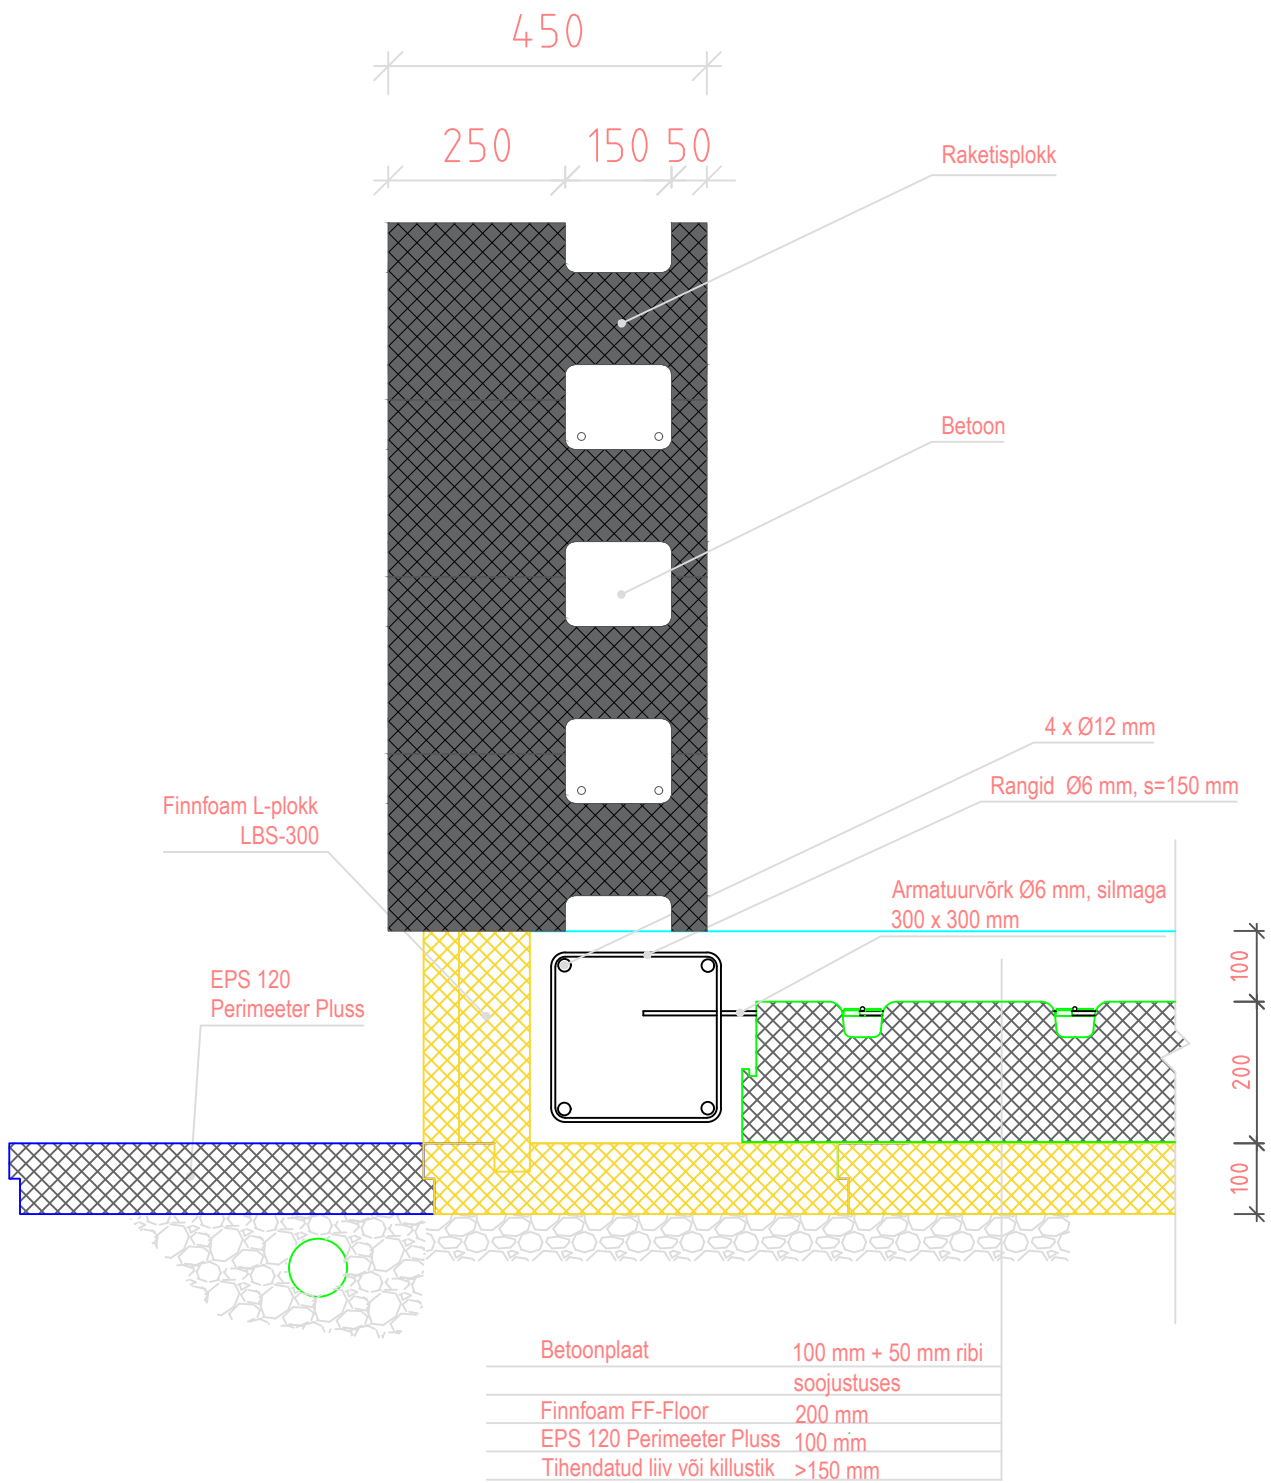 450
250 150 50
Raketisplokk
Betoon
4 x Ø12 mm
Rangid Ø6 mm, s=150 mm
Finnfoam L-plokk
LBS-300
Armatuurvõrk Ø6 mm, silmaga
300 x 300 mm
EPS 120
Perimeeter Pluss
100
200
100
Betoonplaat 100 mm + 50 mm ribi
soojustuses
Finnfoam FF-Floor 200 mm
EPS 120 Perimeeter Pluss 100 mm
Tihendatud liiv või killustik >150 mm